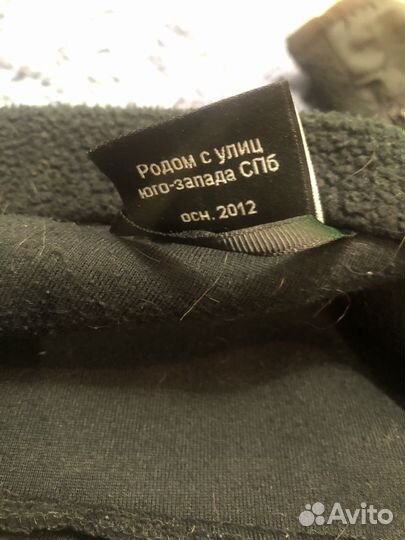 Родом с улиц
юго-запада СПб
осн. 2012
Avito